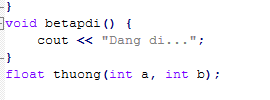 }
void betapdi() {
    cout << "Dang di...";
}
float thuong(int a, int b);